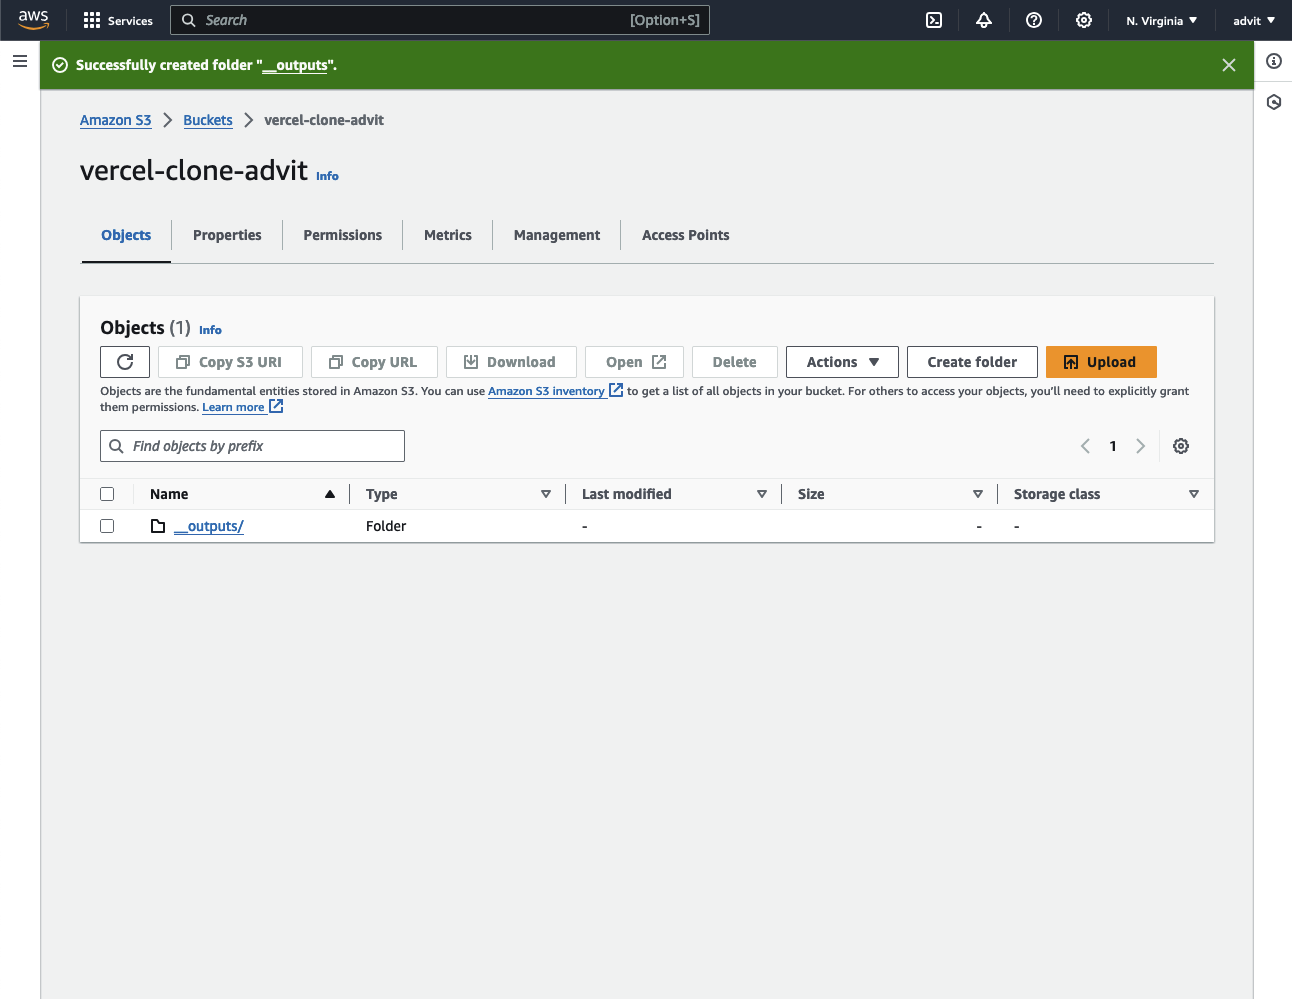 aws Services Search [Option+S] N. Virginia advit
Successfully created folder "__outputs".
Amazon S3 Buckets vercel-clone-advit
vercel-clone-advit Info
Objects Properties Permissions Metrics Management Access Points
Objects (1) Info
Copy S3 URI Copy URL Download Open Delete Actions Create folder Upload
Objects are the fundamental entities stored in Amazon S3. You can use Amazon S3 inventory to get a list of all objects in your bucket. For others to access your objects, you'll need to explicitly grant
them permissions. Learn more
Find objects by prefix 1
Name Type Last modified Size Storage class
__outputs/ Folder - - -